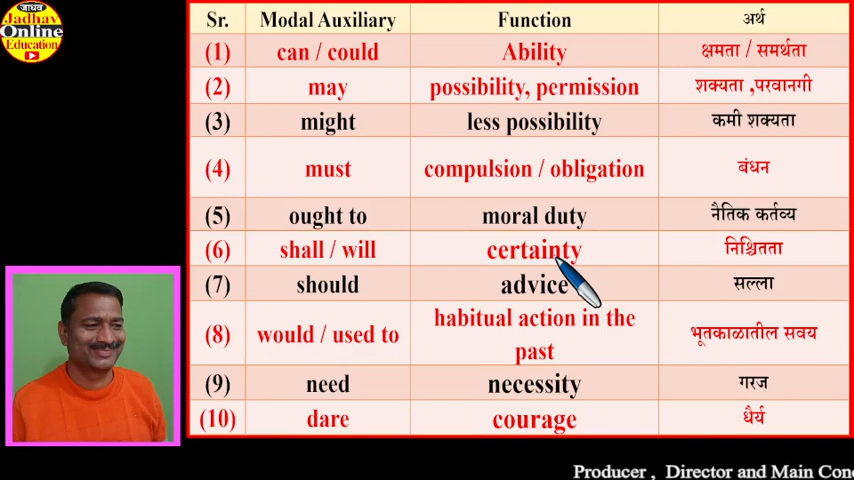 Jadhav
Online
Education
Sr. Modal Auxiliary Function अर्थ
(1) can / could Ability क्षमता / समर्थता
(2) may possibility, permission शक्यता ,परवानगी
(3) might less possibility कमी शक्यता
(4) must compulsion / obligation बंधन
(5) ought to moral duty नैतिक कर्तव्य
(6) shall / will certainty निश्चितता
(7) should advice सल्ला
(8) would / used to habitual action in the past भूतकाळातील सवय
(9) need necessity गरज
(10) dare courage धैर्य
Producer , Director and Main Con